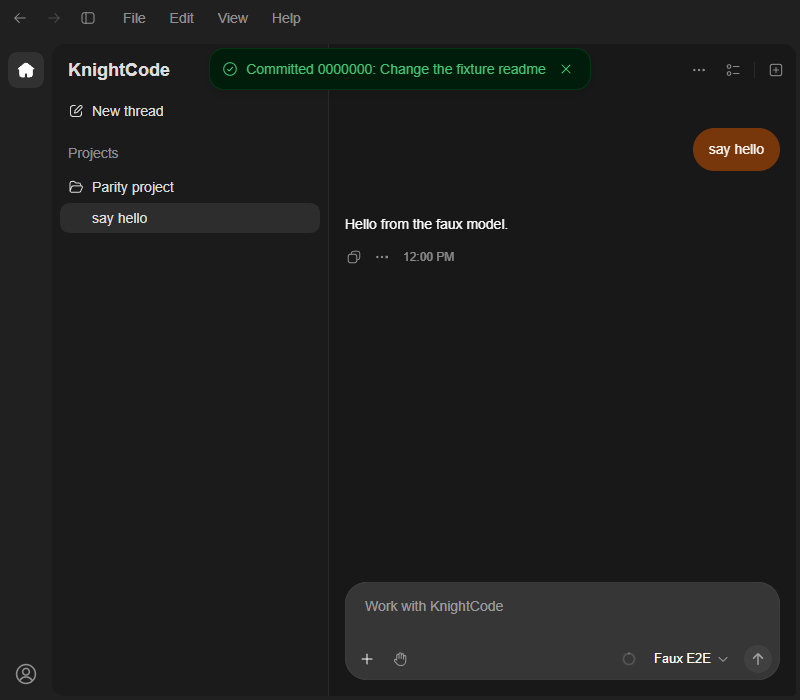 File Edit View Help
KnightCode
Committed 0000000: Change the fixture readme
New thread
Projects
Parity project
say hello
say hello
Hello from the faux model.
12:00 PM
Work with KnightCode
Faux E2E